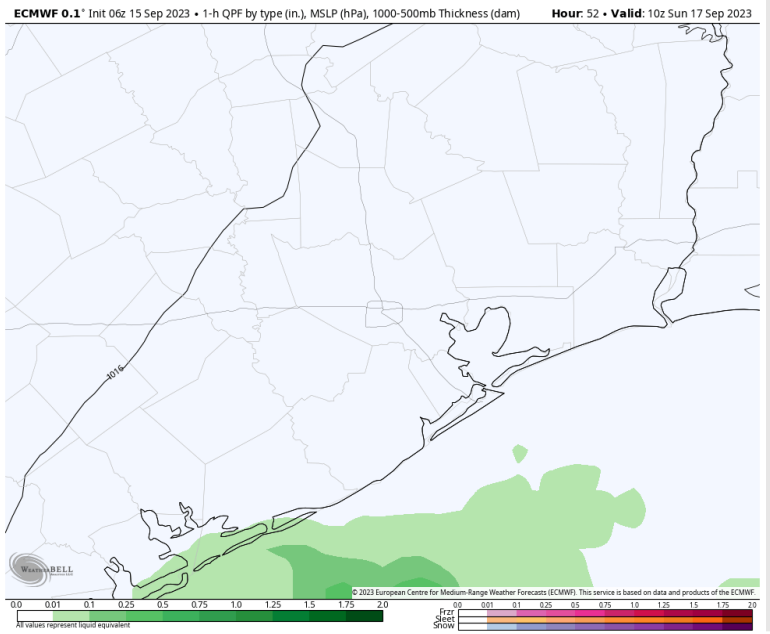 ECMWF 0.1° Init 06z 15 Sep 2023 • 1-h QPF by type (in.), MSLP (hPa), 1000-500mb Thickness (dam) Hour: 52 • Valid: 10z Sun 17 Sep 2023
1016
WEATHERBELL
© 2023 European Centre for Medium-Range Weather Forecasts (ECMWF). This service is based on data and products of the ECMWF.
0.0 0.01 0.1 0.25 0.5 0.75 1.0 1.25 1.5 1.75 2.0
All values represent liquid equivalent
0.0 0.01 0.25 0.5 0.75 1.0 1.25 1.5 1.75 2.0
Frzr
Sleet
Snow